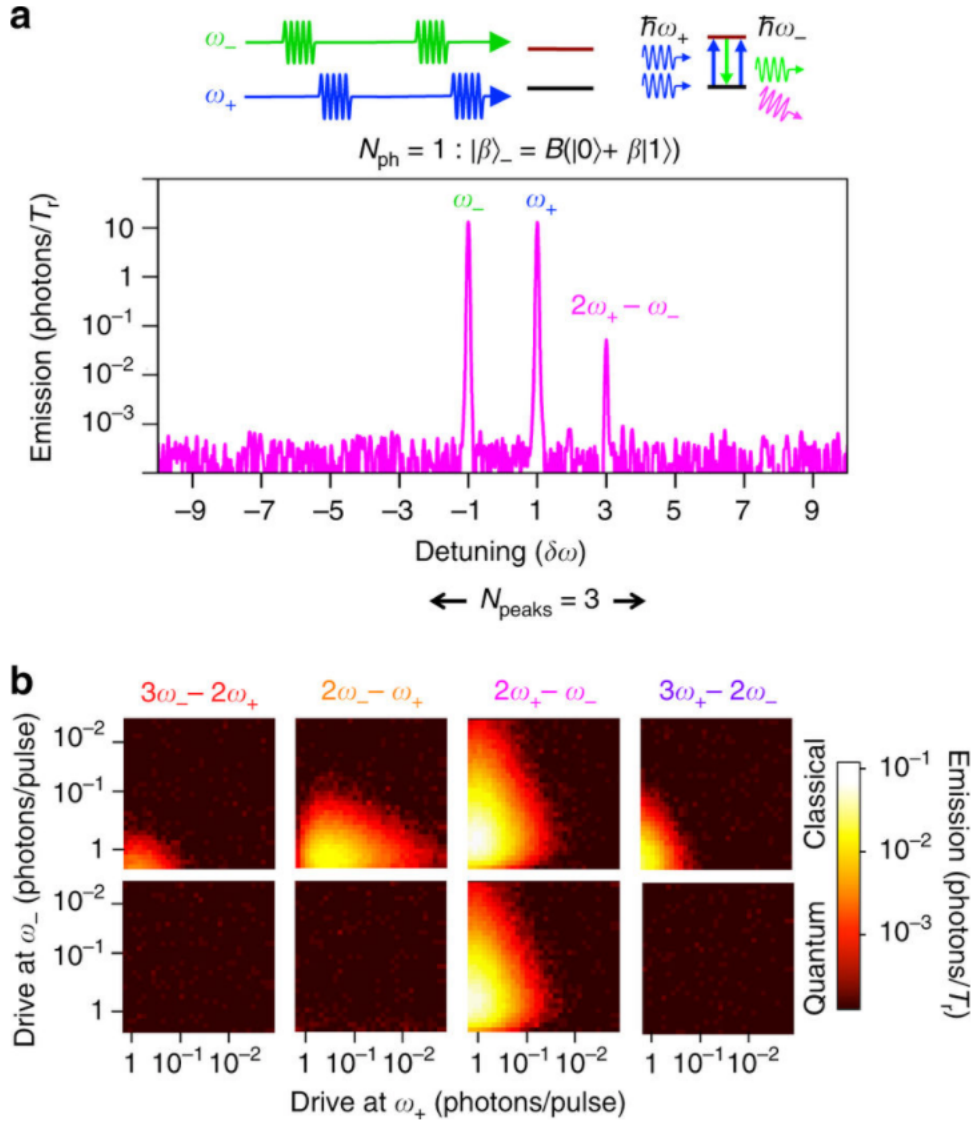 a
ω₋
ω₊
ħω₊ ħω₋
N_ph = 1 : |β⟩₋ = B(|0⟩ + β|1⟩)
ω₋ ω₊
2ω₊ − ω₋
Emission (photons/T_r)
10
1
10⁻¹
10⁻²
10⁻³
−9 −7 −5 −3 −1 1 3 5 7 9
Detuning (δω)
← N_peaks = 3 →
b
3ω₋ − 2ω₊ 2ω₋ − ω₊ 2ω₊ − ω₋ 3ω₊ − 2ω₋
Drive at ω₋ (photons/pulse)
10⁻²
10⁻¹
1
Classical
10⁻²
10⁻¹
1
Quantum
10⁻¹
10⁻²
10⁻³
Emission (photons/T_r)
1 10⁻¹ 10⁻² 1 10⁻¹ 10⁻² 1 10⁻¹ 10⁻² 1 10⁻¹ 10⁻²
Drive at ω₊ (photons/pulse)